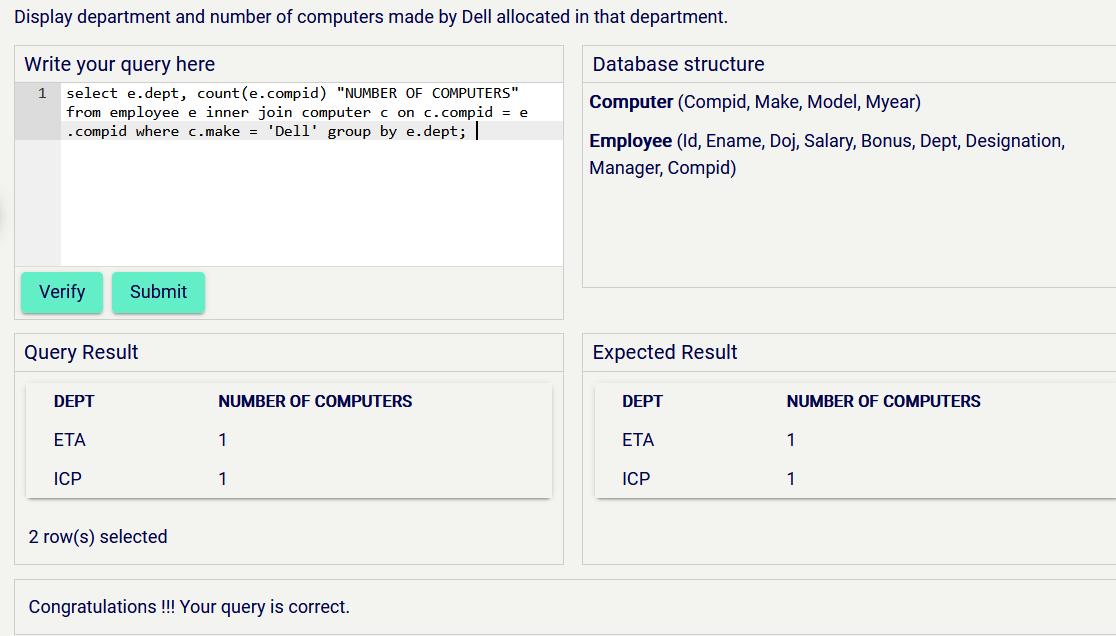 Display department and number of computers made by Dell allocated in that department.
Write your query here
1 select e.dept, count(e.compid) "NUMBER OF COMPUTERS"
from employee e inner join computer c on c.compid = e
.compid where c.make = 'Dell' group by e.dept;
Verify Submit
Database structure
Computer (Compid, Make, Model, Myear)
Employee (Id, Ename, Doj, Salary, Bonus, Dept, Designation,
Manager, Compid)
Query Result
DEPT NUMBER OF COMPUTERS
ETA 1
ICP 1
2 row(s) selected
Expected Result
DEPT NUMBER OF COMPUTERS
ETA 1
ICP 1
Congratulations !!! Your query is correct.